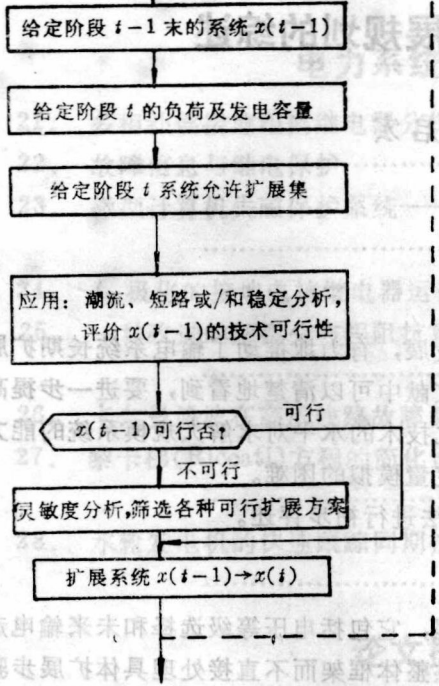 给定阶段 t-1 末的系统 x(t-1)
给定阶段 t 的负荷及发电容量
给定阶段 t 系统允许扩展集
应用：潮流、短路或/和稳定分析，
评价 x(t-1)的技术可行性
x(t-1)可行否?
可行
不可行
灵敏度分析,筛选各种可行扩展方案
扩展系统 x(t-1)→x(t)